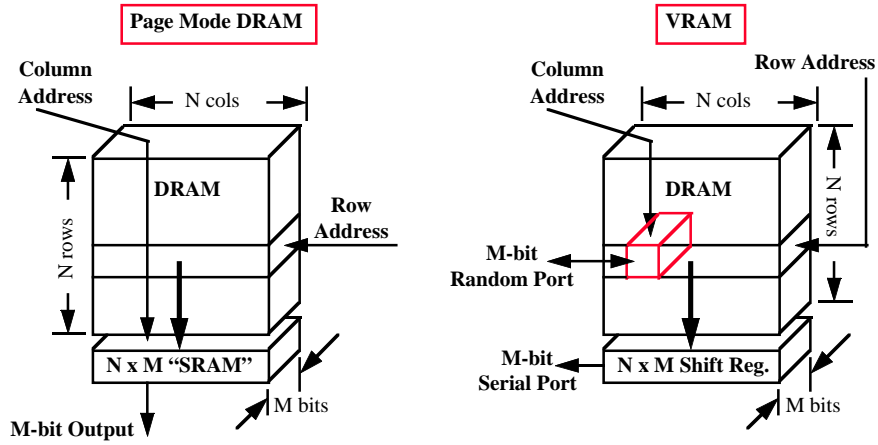 Page Mode DRAM
Column
Address
N cols
DRAM
N rows
Row
Address
N x M “SRAM”
M bits
M-bit Output
VRAM
Column
Address
N cols
Row Address
DRAM
N rows
M-bit
Random Port
M-bit
Serial Port
N x M Shift Reg.
M bits